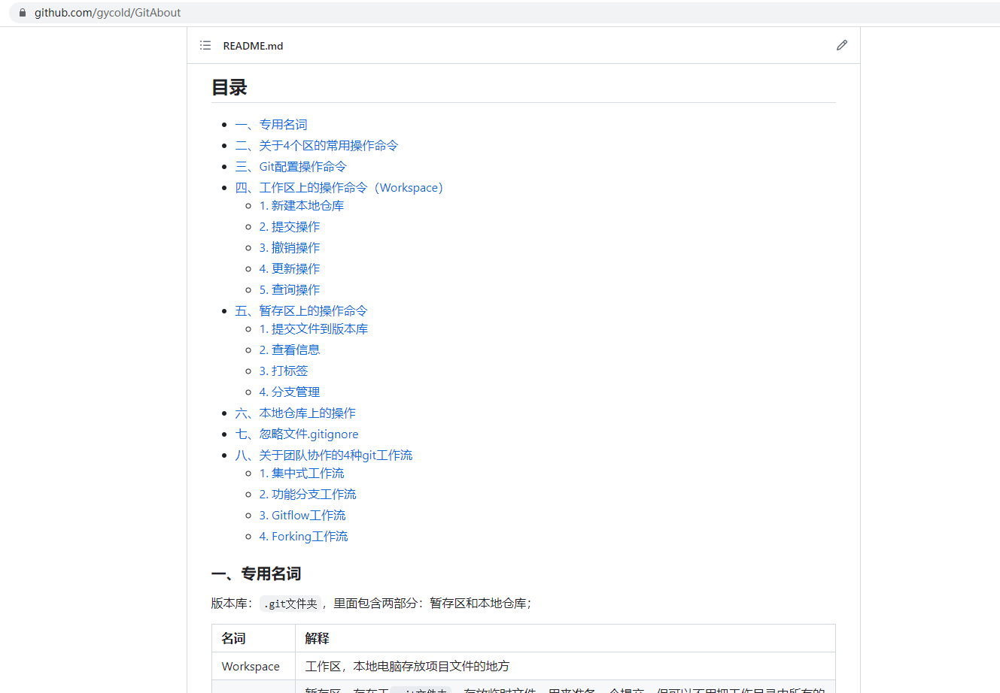 github.com/gycold/GitAbout
README.md
目录
一、专用名词
二、关于4个区的常用操作命令
三、Git配置操作命令
四、工作区上的操作命令（Workspace）
1. 新建本地仓库
2. 提交操作
3. 撤销操作
4. 更新操作
5. 查询操作
五、暂存区上的操作命令
1. 提交文件到版本库
2. 查看信息
3. 打标签
4. 分支管理
六、本地仓库上的操作
七、忽略文件.gitignore
八、关于团队协作的4种git工作流
1. 集中式工作流
2. 功能分支工作流
3. Gitflow工作流
4. Forking工作流
一、专用名词
版本库：.git文件夹，里面包含两部分：暂存区和本地仓库；
名词 解释
Workspace 工作区，本地电脑存放项目文件的地方
暂存区，存在于.git文件夹，存放临时文件，用来准备一个提交，但可以不用把工作目录中所有的